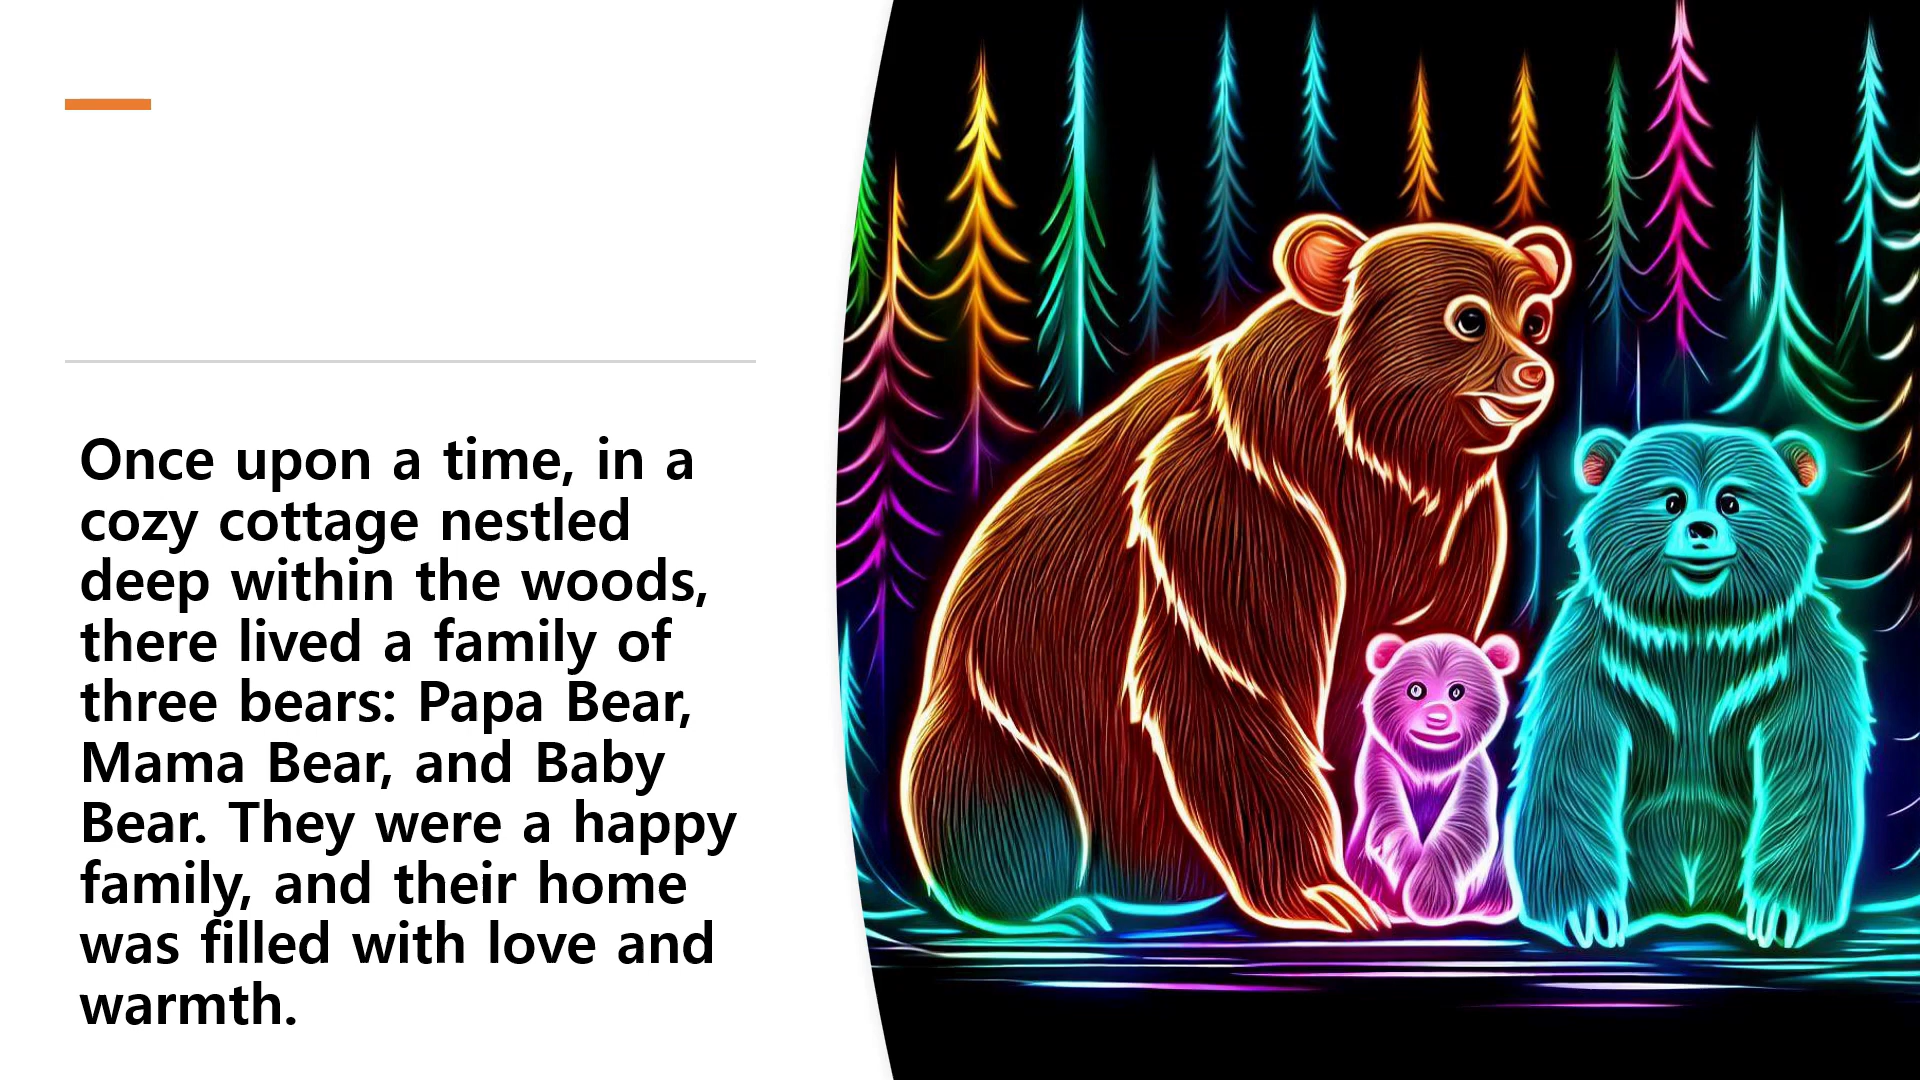 Once upon a time, in a
cozy cottage nestled
deep within the woods,
there lived a family of
three bears: Papa Bear,
Mama Bear, and Baby
Bear. They were a happy
family, and their home
was filled with love and
warmth.